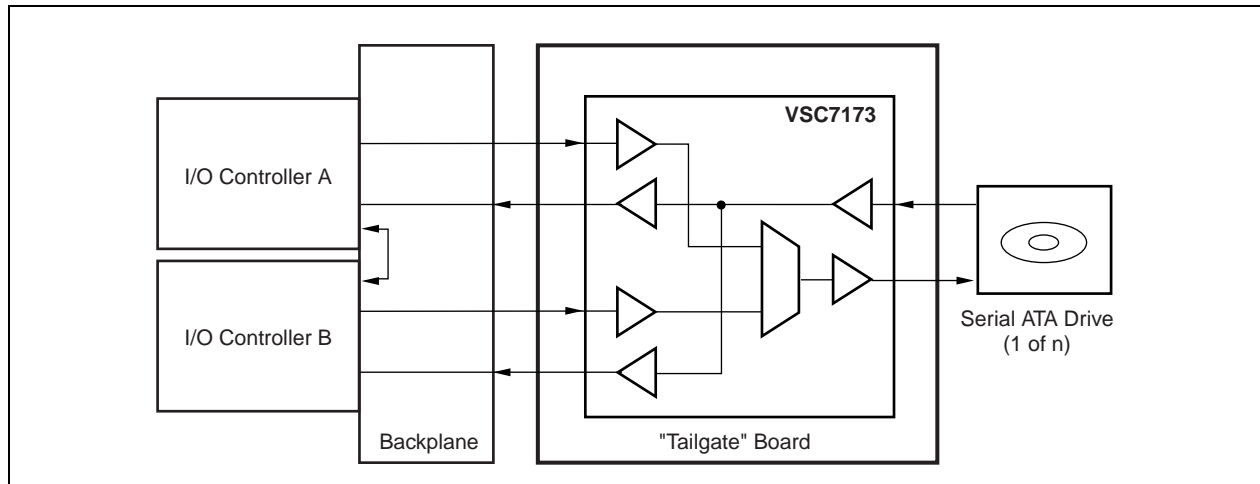 VSC7173
I/O Controller A
I/O Controller B
Serial ATA Drive
(1 of n)
Backplane
"Tailgate" Board